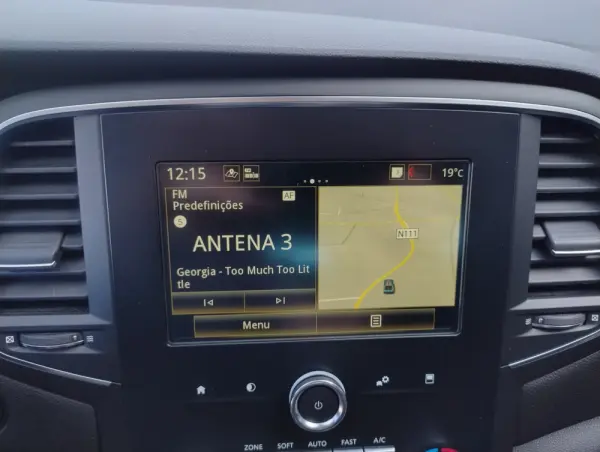 12:15
19°C
FM
AF
Predefinições
5
ANTENA 3
Georgia - Too Much Too Lit
tle
N111
Menu
ZONE SOFT AUTO FAST A/C